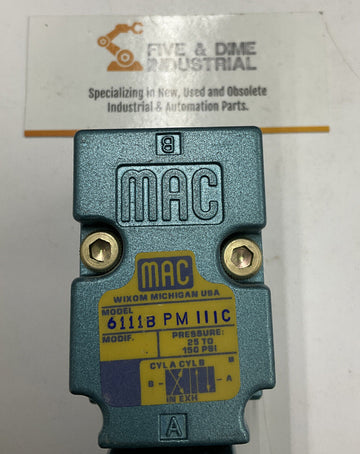 FIVE & DIME
INDUSTRIAL
Specializing in New, Used and Obsolete
Industrial & Automation Parts.
B
MAC
MAC
WIXOM MICHIGAN USA
MODEL
6111B PM 111C
MODIF.
PRESSURE:
25 TO
150 PSI
CYL A CYL B
B
A
IN EXH
A